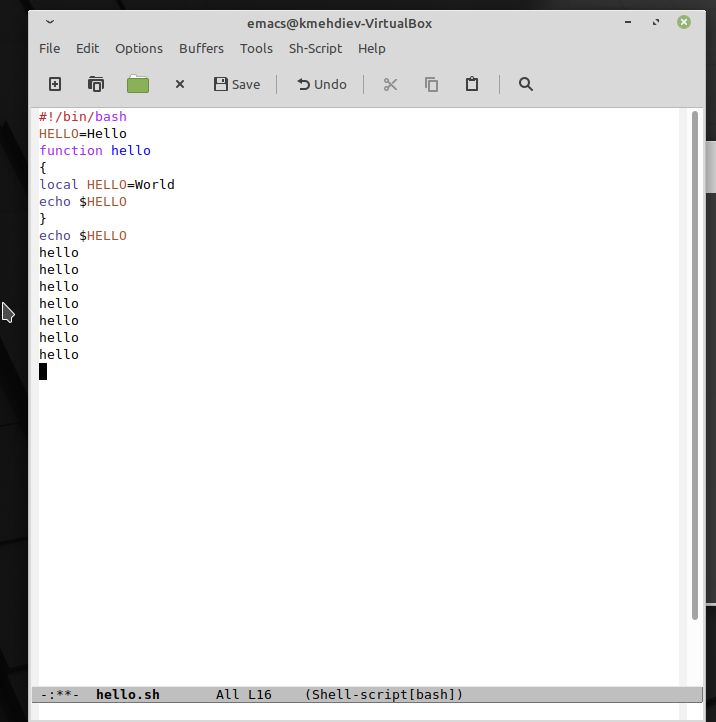 emacs@kmehdiev-VirtualBox
File Edit Options Buffers Tools Sh-Script Help
Save Undo
#!/bin/bash
HELLO=Hello
function hello
{
local HELLO=World
echo $HELLO
}
echo $HELLO
hello
hello
hello
hello
hello
hello
hello
-:**- hello.sh All L16 (Shell-script[bash])